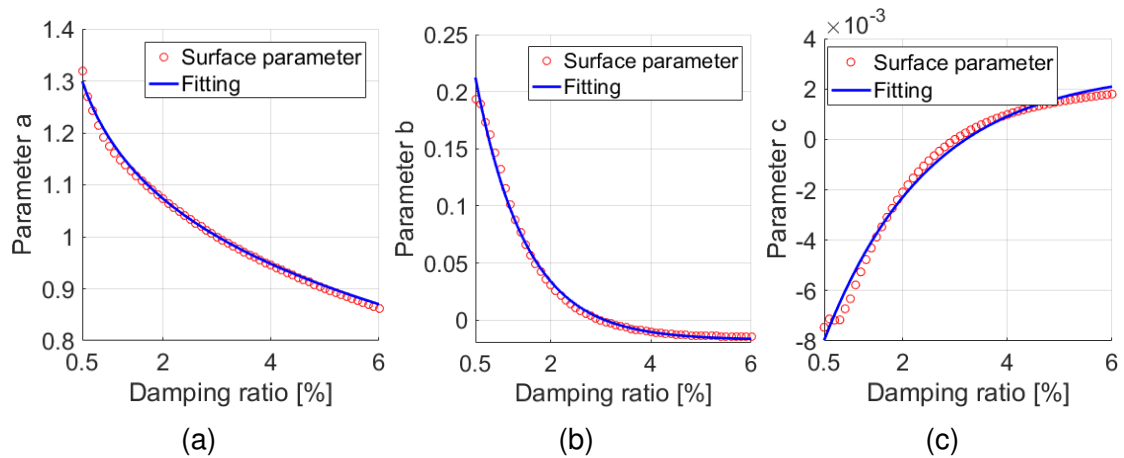 1.4
1.3
1.2
1.1
1
0.9
0.8
Parameter a
Surface parameter
Fitting
0.5 2 4 6
Damping ratio [%]
(a)
0.25
0.2
0.15
0.1
0.05
0
Parameter b
Surface parameter
Fitting
0.5 2 4 6
Damping ratio [%]
(b)
×10⁻³
4
2
0
-2
-4
-6
-8
Parameter c
Surface parameter
Fitting
0.5 2 4 6
Damping ratio [%]
(c)